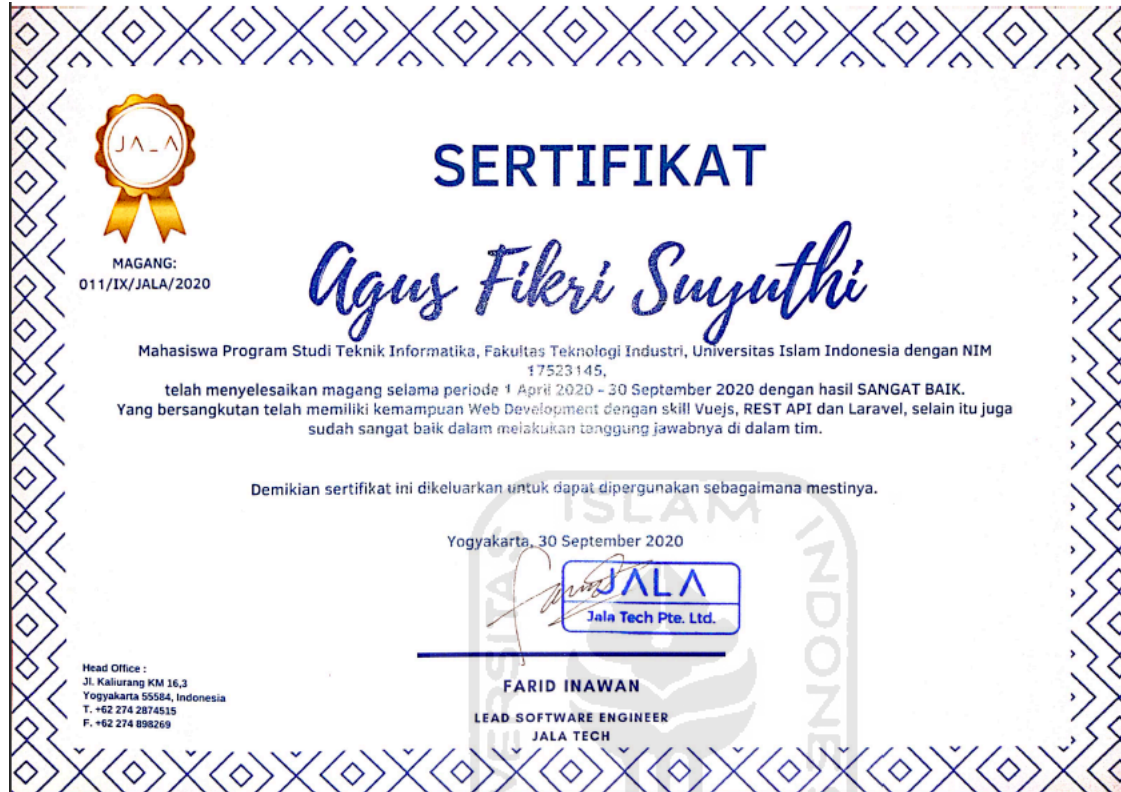 JALA
SERTIFIKAT
MAGANG:
011/IX/JALA/2020
Agus Fikri Suyuthi
Mahasiswa Program Studi Teknik Informatika, Fakultas Teknologi Industri, Universitas Islam Indonesia dengan NIM
17523145,
telah menyelesaikan magang selama periode 1 April 2020 - 30 September 2020 dengan hasil SANGAT BAIK.
Yang bersangkutan telah memiliki kemampuan Web Development dengan skill Vuejs, REST API dan Laravel, selain itu juga
sudah sangat baik dalam melakukan tanggung jawabnya di dalam tim.
Demikian sertifikat ini dikeluarkan untuk dapat dipergunakan sebagaimana mestinya.
ISLAM
Yogyakarta, 30 September 2020
JALA
Jala Tech Pte. Ltd.
FARID INAWAN
LEAD SOFTWARE ENGINEER
JALA TECH
Head Office :
Jl. Kaliurang KM 16,3
Yogyakarta 55584, Indonesia
T. +62 274 2874515
F. +62 274 898269